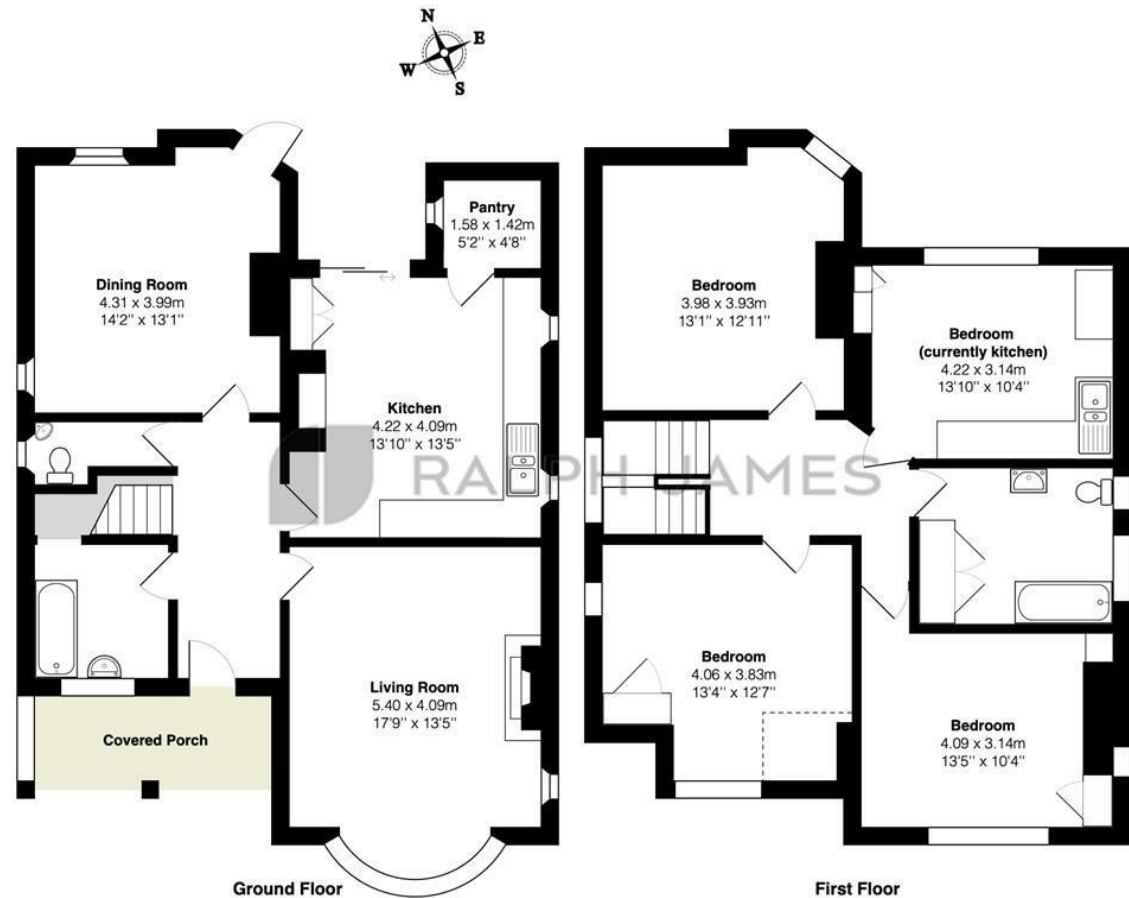 N
E
W
S
Pantry
1.58 x 1.42m
5'2'' x 4'8''
Dining Room
4.31 x 3.99m
14'2'' x 13'1''
Kitchen
4.22 x 4.09m
13'10'' x 13'5''
Living Room
5.40 x 4.09m
17'9'' x 13'5''
Covered Porch
Ground Floor
Bedroom
3.98 x 3.93m
13'1'' x 12'11''
Bedroom
(currently kitchen)
4.22 x 3.14m
13'10'' x 10'4''
RALPH JAMES
Bedroom
4.06 x 3.83m
13'4'' x 12'7''
Bedroom
4.09 x 3.14m
13'5'' x 10'4''
First Floor